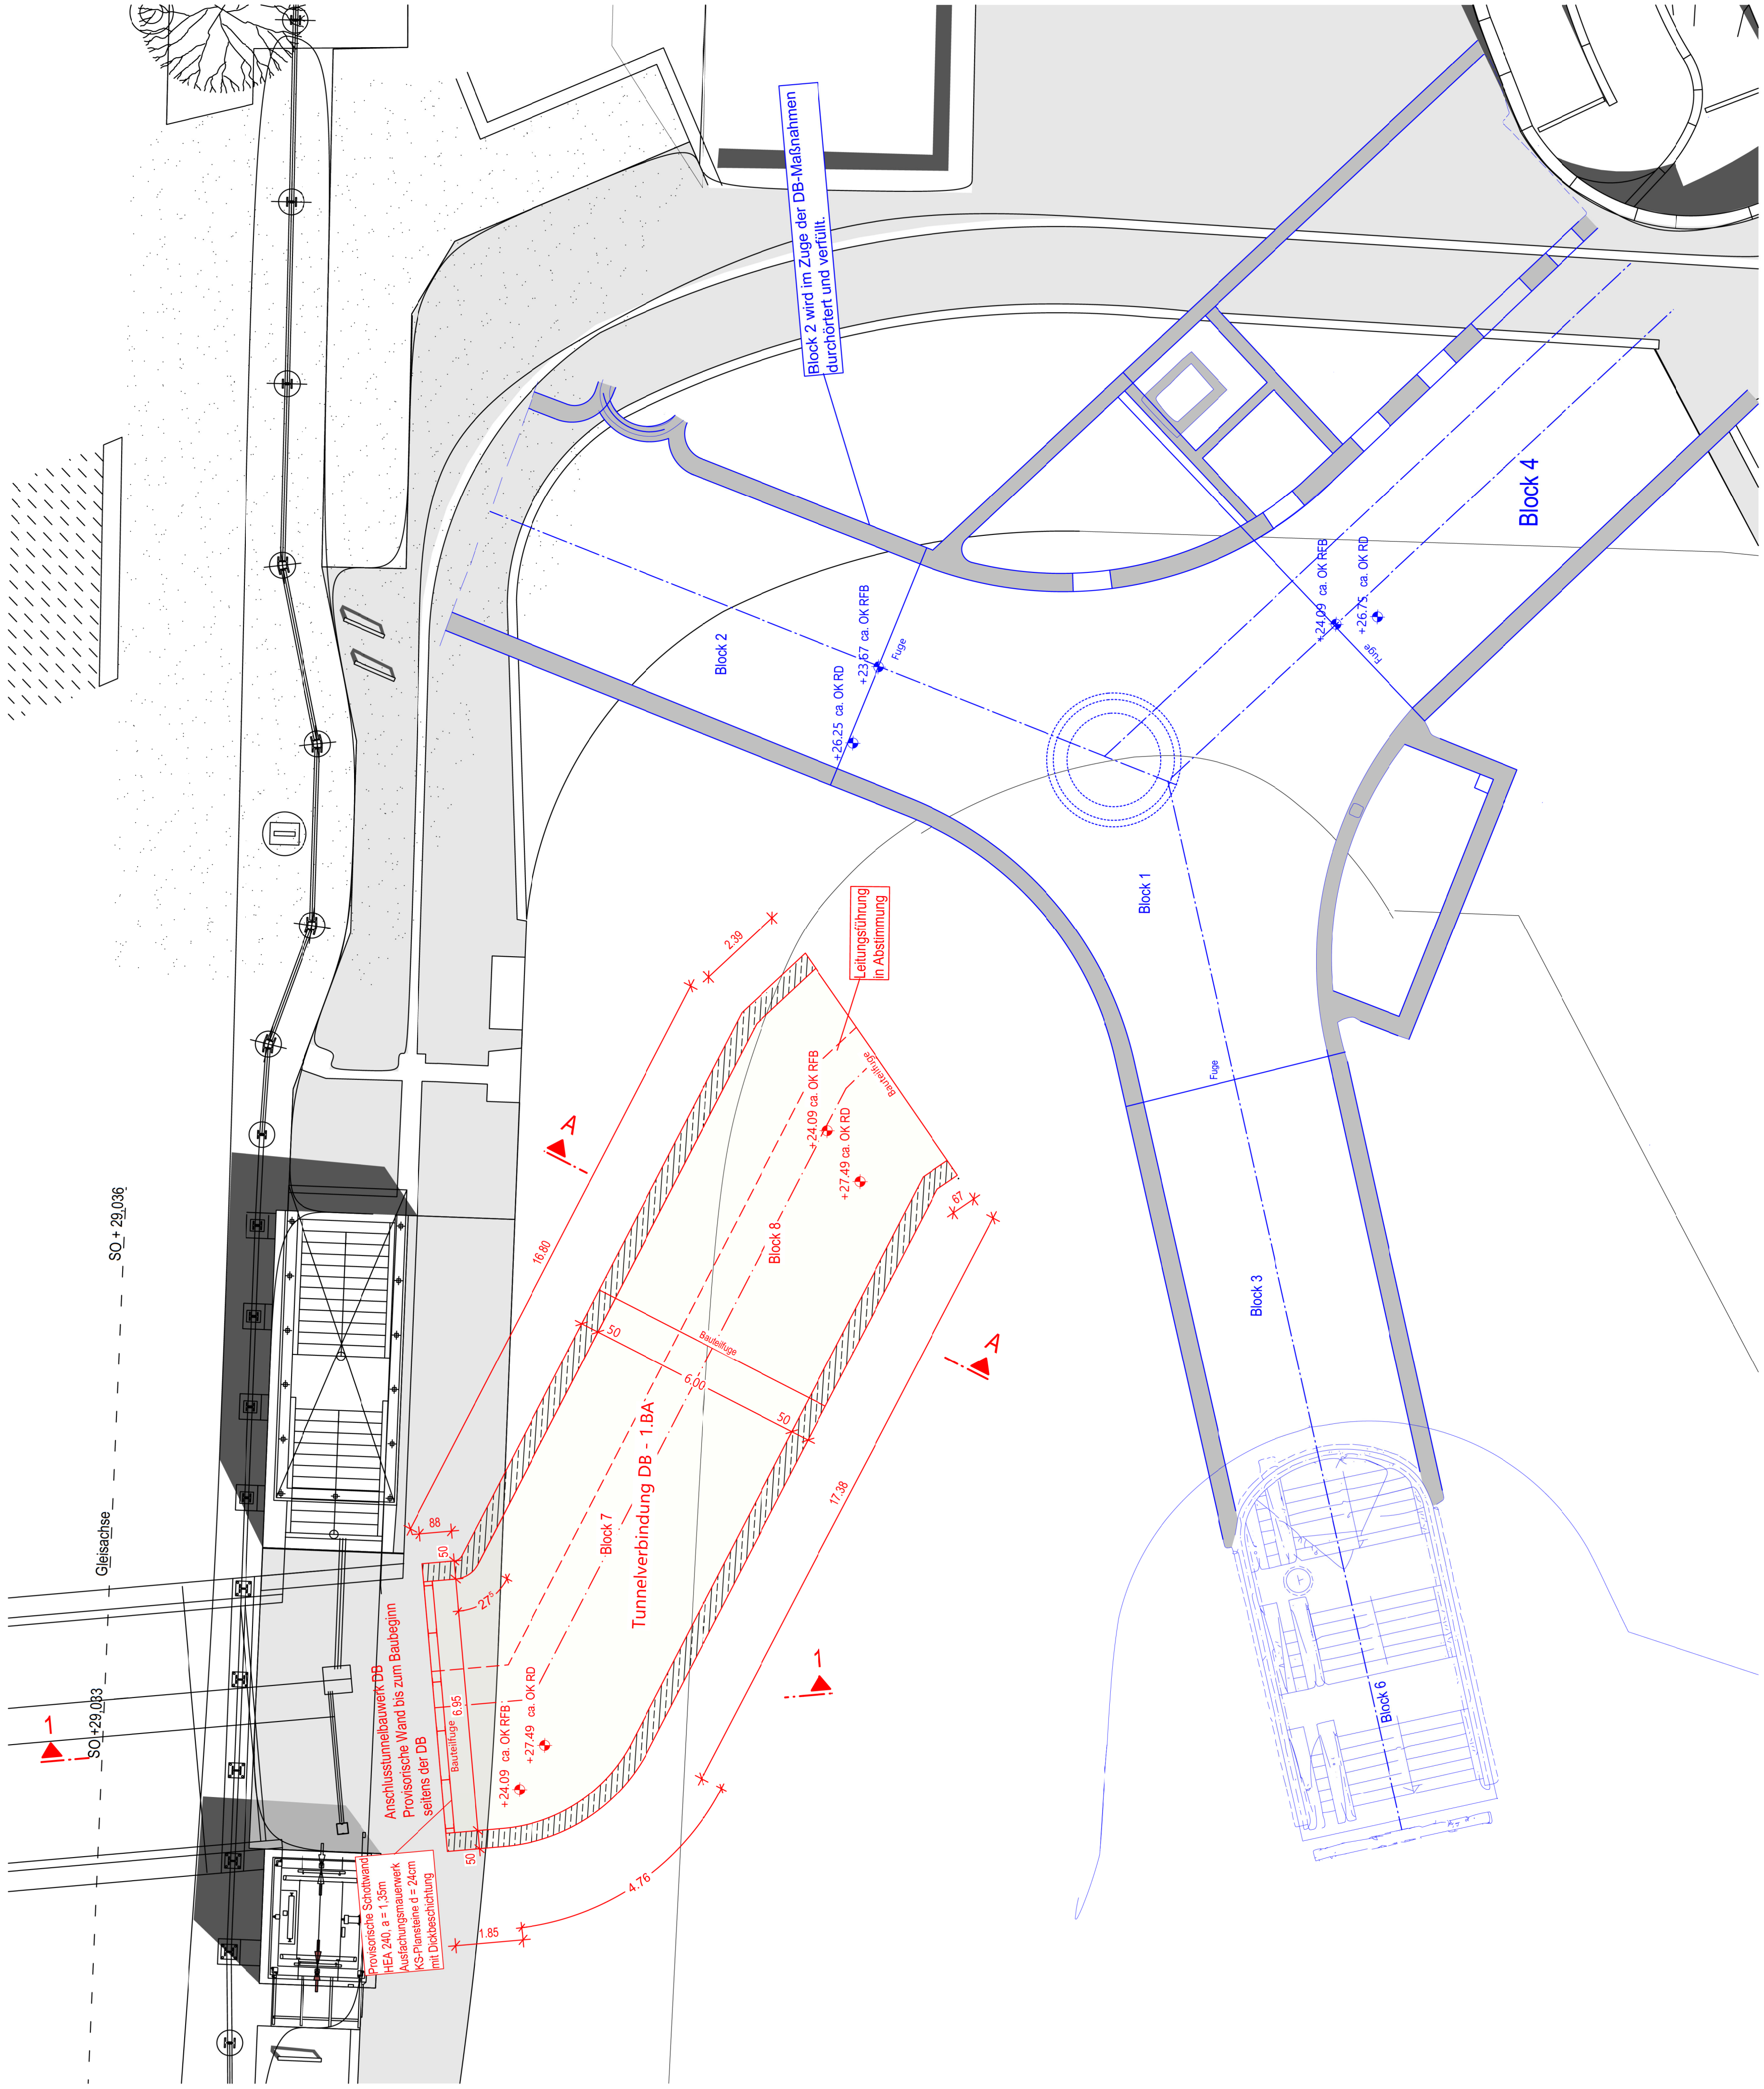 Block 2 wird im Zuge der DB-Maßnahmen
durchörtert und verfüllt.
Block 2
+23.67 ca. OK RFB
+26.25 ca. OK RD
Fuge
Block 4
+24.09 ca. OK RFB
+26.75 ca. OK RD
Fuge
Block 1
Fuge
Block 3
Block 6
Leitungsführung
in Abstimmung
2.39
Bauteilfuge
+24.09 ca. OK RFB
+27.49 ca. OK RD
Block 8
67
16.80
A
A
50
Bauteilfuge
6.00
50
17.38
Tunnelverbindung DB - 1.BA
Block 7
88
50
27⁵
Anschlusstunnelbauwerk DB
Provisorische Wand bis zum Baubeginn
seitens der DB
Bauteilfuge
6.95
+24.09 ca. OK RFB
+27.49 ca. OK RD
50
4.76
1.85
1
1
Provisorische Schottwand
HEA 240, a = 1,35m
Ausfachungsmauerwerk
KS-Plansteine d = 24cm
mit Dickbeschichtung
SO + 29.036
Gleisachse
SO +29.033